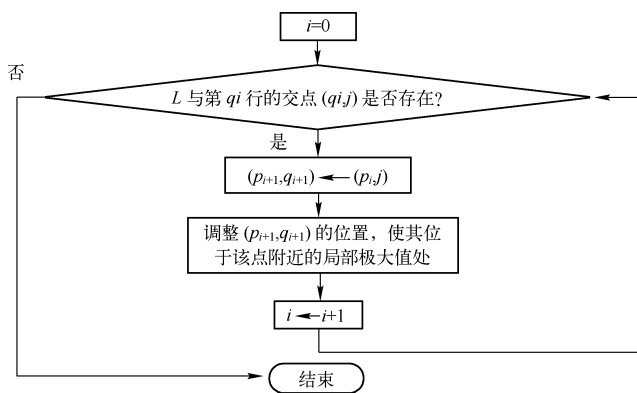 i=0
否
L 与第 qi 行的交点 (qi,j) 是否存在?
是
(pi+1,qi+1) ← (pi,j)
调整 (pi+1,qi+1) 的位置，使其位
于该点附近的局部极大值处
i ← i+1
结束